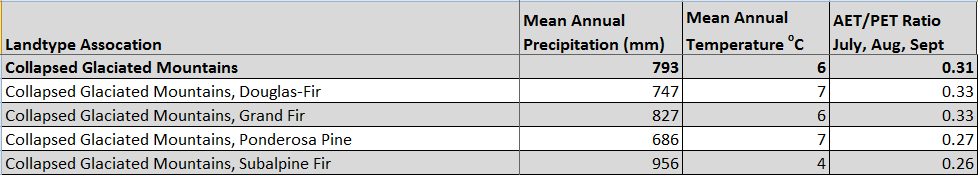 Landtype Assocation Mean Annual Precipitation (mm) Mean Annual Temperature °C AET/PET Ratio July, Aug, Sept
Collapsed Glaciated Mountains 793 6 0.31
Collapsed Glaciated Mountains, Douglas-Fir 747 7 0.33
Collapsed Glaciated Mountains, Grand Fir 827 6 0.33
Collapsed Glaciated Mountains, Ponderosa Pine 686 7 0.27
Collapsed Glaciated Mountains, Subalpine Fir 956 4 0.26